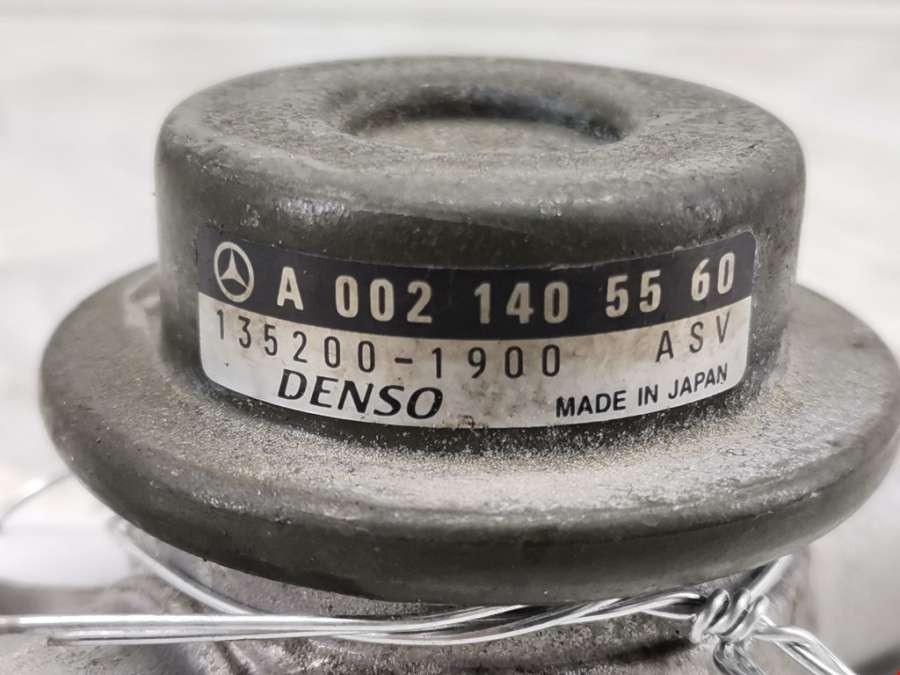 A 002 140 55 60
135200-1900 ASV
DENSO MADE IN JAPAN